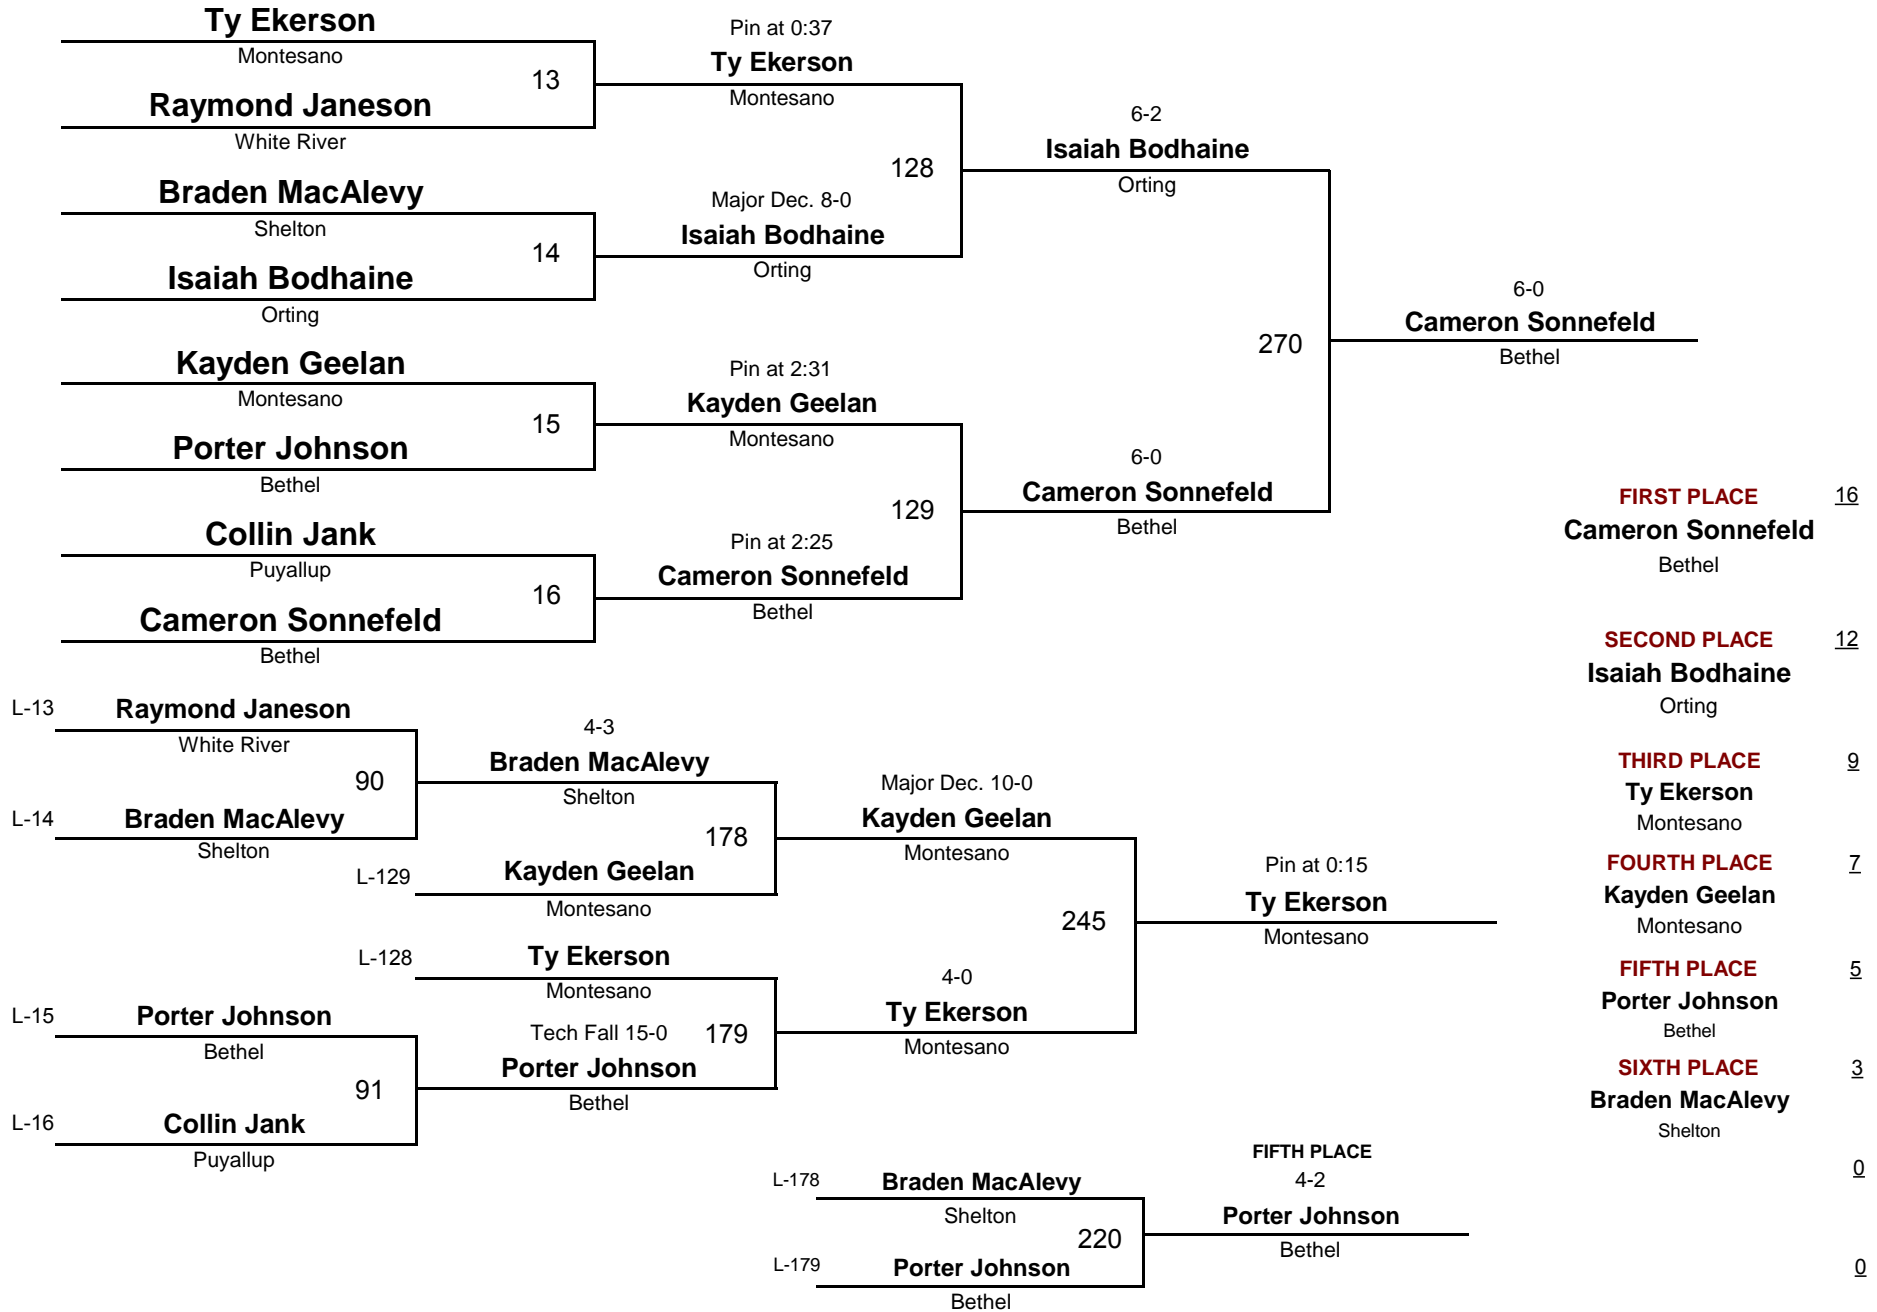 Ty Ekerson
Montesano
13
Raymond Janeson
White River
Braden MacAlevy
Shelton
14
Isaiah Bodhaine
Orting
Kayden Geelan
Montesano
15
Porter Johnson
Bethel
Collin Jank
Puyallup
16
Cameron Sonnefeld
Bethel
Pin at 0:37
Ty Ekerson
Montesano
128
Major Dec. 8-0
Isaiah Bodhaine
Orting
Pin at 2:31
Kayden Geelan
Montesano
129
Pin at 2:25
Cameron Sonnefeld
Bethel
6-2
Isaiah Bodhaine
Orting
270
6-0
Cameron Sonnefeld
Bethel
6-0
Cameron Sonnefeld
Bethel
L-13 Raymond Janeson
White River
90
L-14 Braden MacAlevy
Shelton
4-3
Braden MacAlevy
Shelton
178
L-129 Kayden Geelan
Montesano
L-128 Ty Ekerson
Montesano
Tech Fall 15-0 179
Porter Johnson
Bethel
L-15 Porter Johnson
Bethel
91
L-16 Collin Jank
Puyallup
Major Dec. 10-0
Kayden Geelan
Montesano
245
4-0
Ty Ekerson
Montesano
Pin at 0:15
Ty Ekerson
Montesano
L-178 Braden MacAlevy
Shelton
220
L-179 Porter Johnson
Bethel
FIFTH PLACE
4-2
Porter Johnson
Bethel
FIRST PLACE 16
Cameron Sonnefeld
Bethel
SECOND PLACE 12
Isaiah Bodhaine
Orting
THIRD PLACE 9
Ty Ekerson
Montesano
FOURTH PLACE 7
Kayden Geelan
Montesano
FIFTH PLACE 5
Porter Johnson
Bethel
SIXTH PLACE 3
Braden MacAlevy
Shelton
0
0